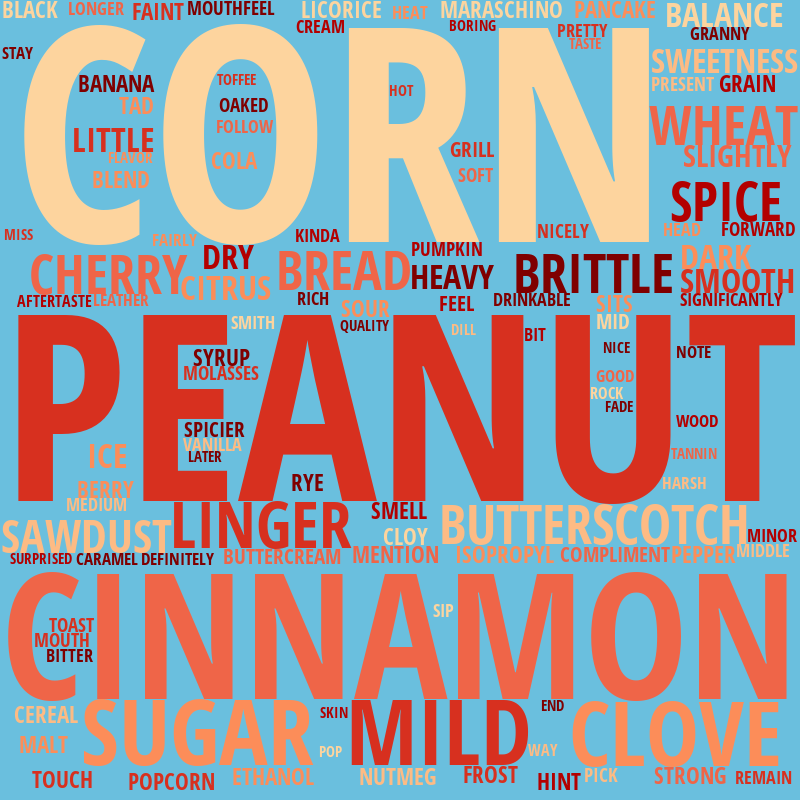 BLACK LONGER FAINT MOUTHFEEL LICORICE HEAT MARASCHINO PANCAKE BALANCE
CREAM BORING PRETTY GRANNY
TASTE
STAY SWEETNESS
CORN
BANANA TOFFEE HOT PRESENT GRAIN
TAD OAKED
FOLLOW WHEAT
LITTLE GRILL SLIGHTLY
FLAVOR COLA
BLEND SOFT
SPICE
MISS FAIRLY KINDA NICELY HEAD FORWARD
CHERRY DRY BREAD PUMPKIN BRITTLE DARK
CITRUS HEAVY SMOOTH
AFTERTASTE LEATHER RICH SOUR FEEL DRINKABLE SITS SIGNIFICANTLY
SMITH QUALITY DILL BIT MID
PEANUT
SYRUP NICE NOTE
MOLASSES GOOD
ROCK
FADE
SPICIER WOOD
VANILLA
ICE LATER TANNIN
BERRY RYE HARSH
MEDIUM
SAWDUST LINGER SMELL BUTTERSCOTCH
CLOY MINOR
SURPRISED CARAMEL DEFINITELY BUTTERCREAM MENTION ISOPROPYL COMPLIMENT PEPPER MIDDLE
CINNAMON
SIP
TOAST
MOUTH
BITTER
CEREAL SUGAR SKIN MILD END CLOVE
MALT POP WAY
TOUCH POPCORN ETHANOL NUTMEG FROST HINT PICK STRONG REMAIN